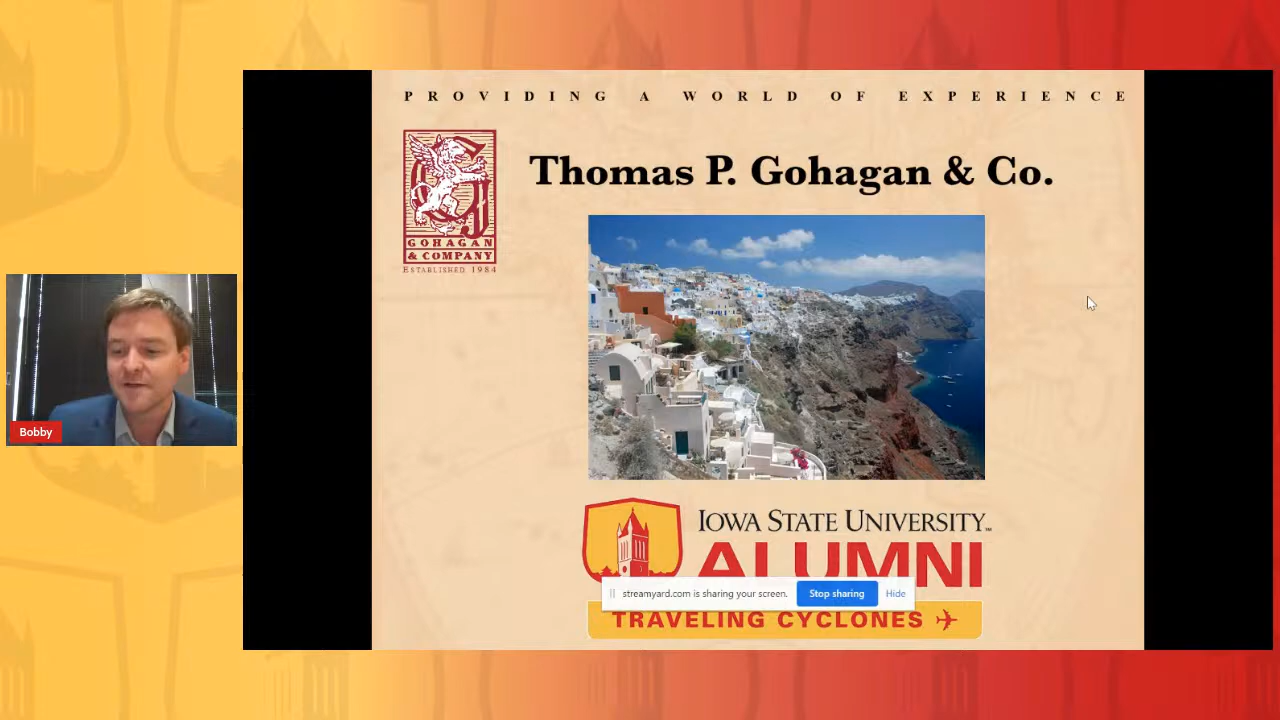 PROVIDING A WORLD OF EXPERIENCE
Thomas P. Gohagan & Co.
GOHAGAN
& COMPANY
ESTABLISHED 1984
Bobby
IOWA STATE UNIVERSITY™
ALUMNI
streamyard.com is sharing your screen.
Stop sharing
Hide
TRAVELING CYCLONES